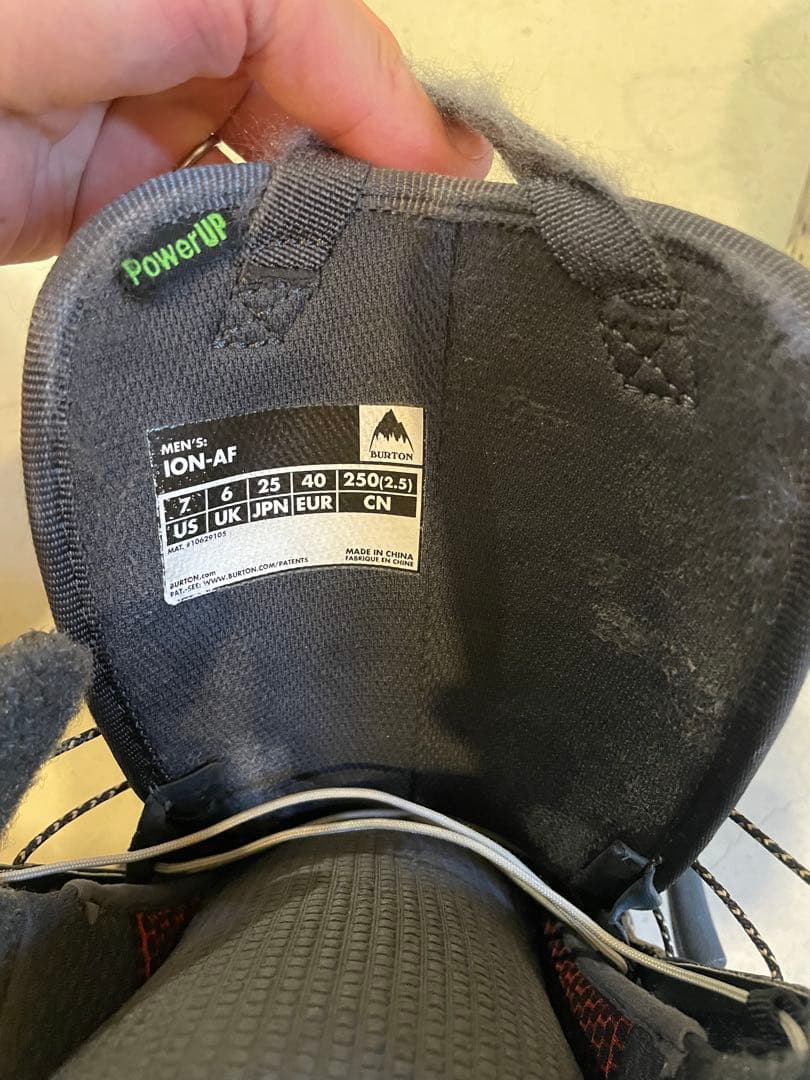 PowerUP
MEN'S:
ION-AF
BURTON
7 6 25 40 250(2.5)
US UK JPN EUR CN
MAT. #10629105
MADE IN CHINA
FABRIQUE EN CHINE
BURTON.com
PAT.-SEE: WWW.BURTON.COM/PATENTS